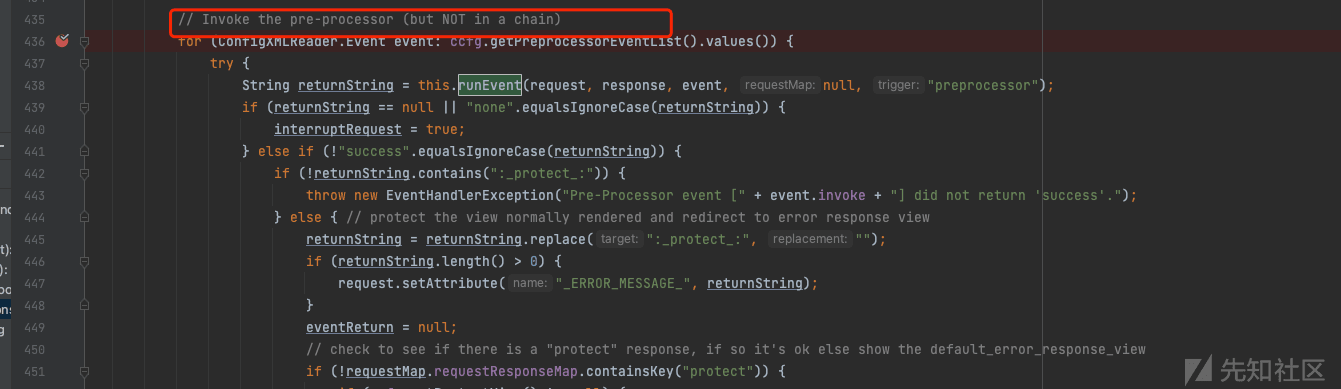 435 // Invoke the pre-processor (but NOT in a chain)
436 for (ConfigXMLReader.Event event: ccfg.getPreprocessorEventList().values()) {
437 try {
438 String returnString = this.runEvent(request, response, event, requestMap: null, trigger: "preprocessor");
439 if (returnString == null || "none".equalsIgnoreCase(returnString)) {
440 interruptRequest = true;
441 } else if (!"success".equalsIgnoreCase(returnString)) {
442 if (!returnString.contains(":_protect_:")) {
443 throw new EventHandlerException("Pre-Processor event [" + event.invoke + "] did not return 'success'.");
t): 444 } else { // protect the view normally rendered and redirect to error response view
): 445 returnString = returnString.replace( target: ":_protect_:", replacement: "");
446 if (returnString.length() > 0) {
447 request.setAttribute( name: "_ERROR_MESSAGE_", returnString);
448 }
449 eventReturn = null;
450 // check to see if there is a "protect" response, if so it's ok else show the default_error_response_view
451 if (!requestMap.requestResponseMap.containsKey("protect")) {
先知社区